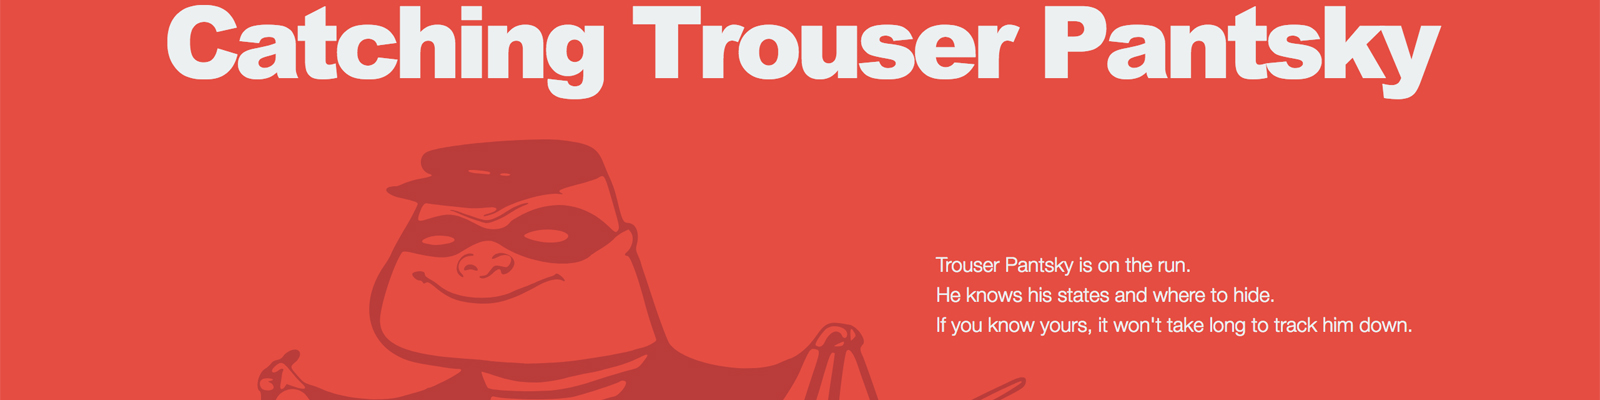 Catching Trouser Pantsky
Trouser Pantsky is on the run.
He knows his states and where to hide.
If you know yours, it won't take long to track him down.